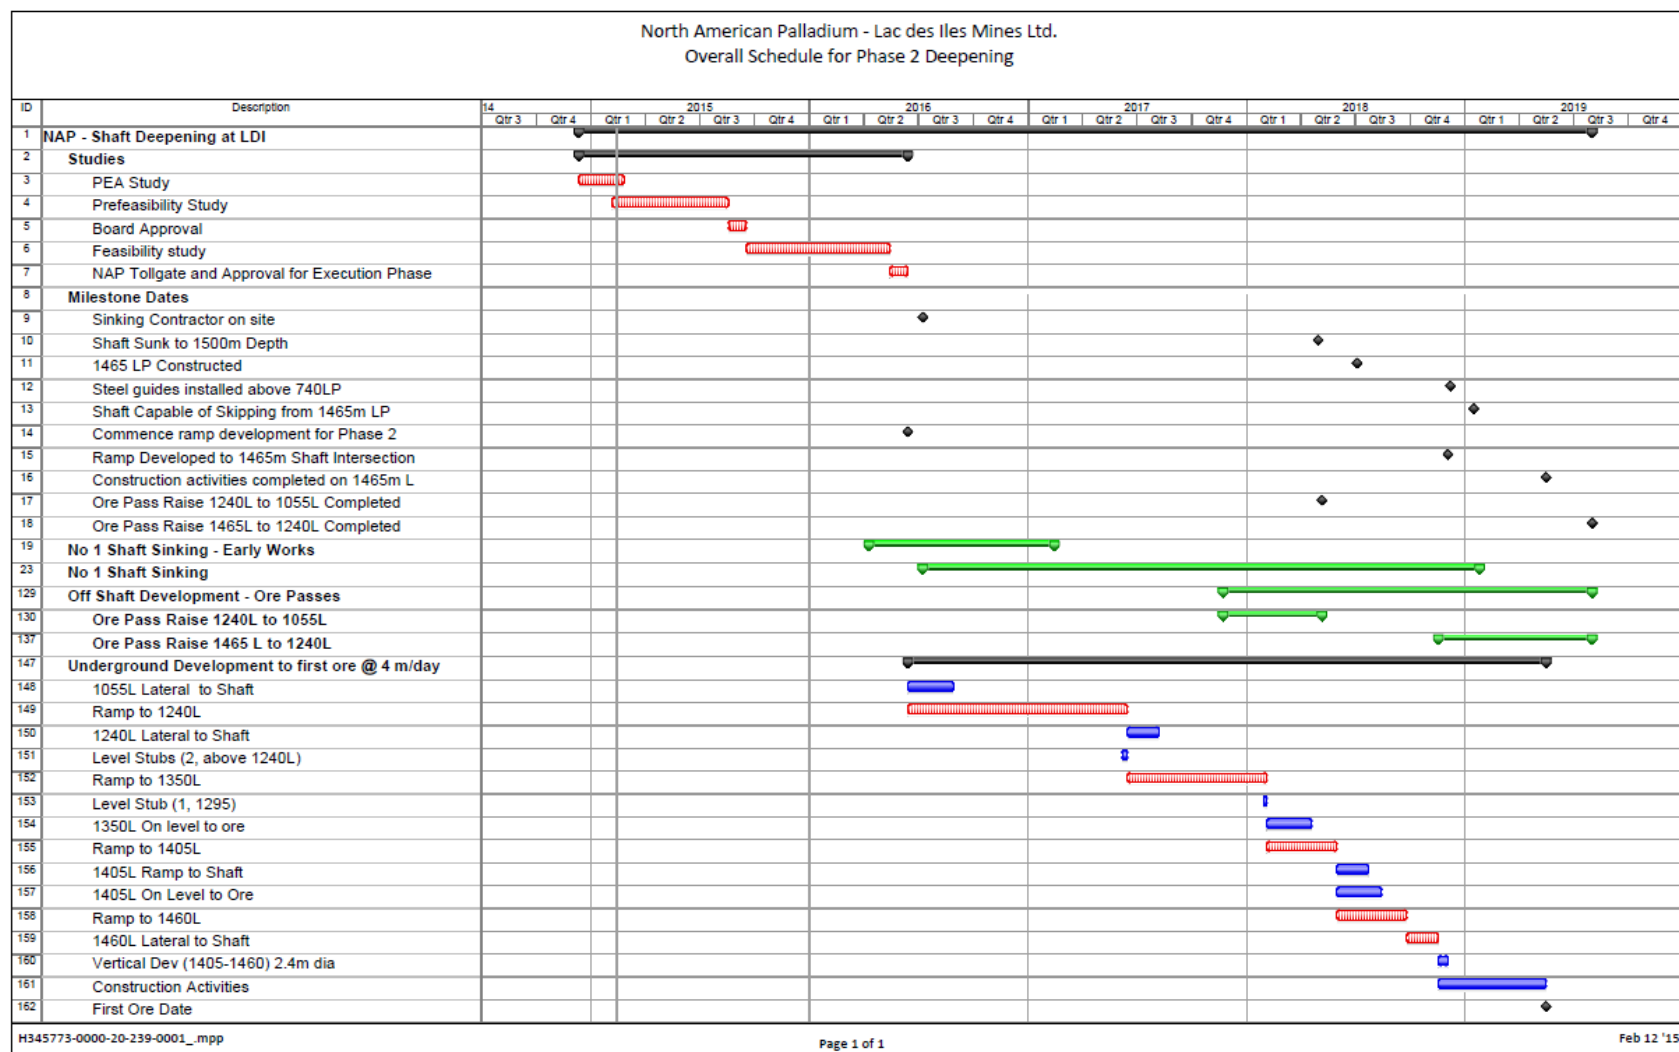 North American Palladium - Lac des Iles Mines Ltd.
Overall Schedule for Phase 2 Deepening
ID Description 14 2015 2016 2017 2018 2019
Qtr 3 Qtr 4 Qtr 1 Qtr 2 Qtr 3 Qtr 4 Qtr 1 Qtr 2 Qtr 3 Qtr 4 Qtr 1 Qtr 2 Qtr 3 Qtr 4 Qtr 1 Qtr 2 Qtr 3 Qtr 4 Qtr 1 Qtr 2 Qtr 3 Qtr 4
1 NAP - Shaft Deepening at LDI
2 Studies
3 PEA Study
4 Prefeasibility Study
5 Board Approval
6 Feasibility study
7 NAP Tollgate and Approval for Execution Phase
8 Milestone Dates
9 Sinking Contractor on site
10 Shaft Sunk to 1500m Depth
11 1465 LP Constructed
12 Steel guides installed above 740LP
13 Shaft Capable of Skipping from 1465m LP
14 Commence ramp development for Phase 2
15 Ramp Developed to 1465m Shaft Intersection
16 Construction activities completed on 1465m L
17 Ore Pass Raise 1240L to 1055L Completed
18 Ore Pass Raise 1465L to 1240L Completed
19 No 1 Shaft Sinking - Early Works
23 No 1 Shaft Sinking
129 Off Shaft Development - Ore Passes
130 Ore Pass Raise 1240L to 1055L
137 Ore Pass Raise 1465 L to 1240L
147 Underground Development to first ore @ 4 m/day
148 1055L Lateral to Shaft
149 Ramp to 1240L
150 1240L Lateral to Shaft
151 Level Stubs (2, above 1240L)
152 Ramp to 1350L
153 Level Stub (1, 1295)
154 1350L On level to ore
155 Ramp to 1405L
156 1405L Ramp to Shaft
157 1405L On Level to Ore
158 Ramp to 1460L
159 1460L Lateral to Shaft
160 Vertical Dev (1405-1460) 2.4m dia
161 Construction Activities
162 First Ore Date
H345773-0000-20-239-0001_.mpp Page 1 of 1 Feb 12 '15